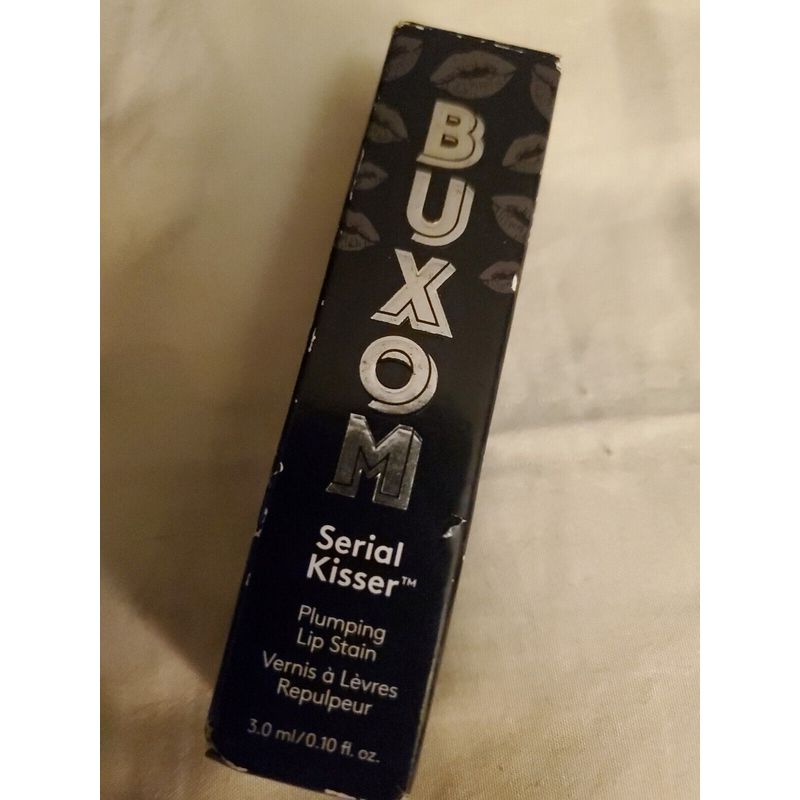 BUXOM
Serial
Kisser™
Plumping
Lip Stain
Vernis à Lèvres
Repulpeur
3.0 ml/0.10 fl. oz.